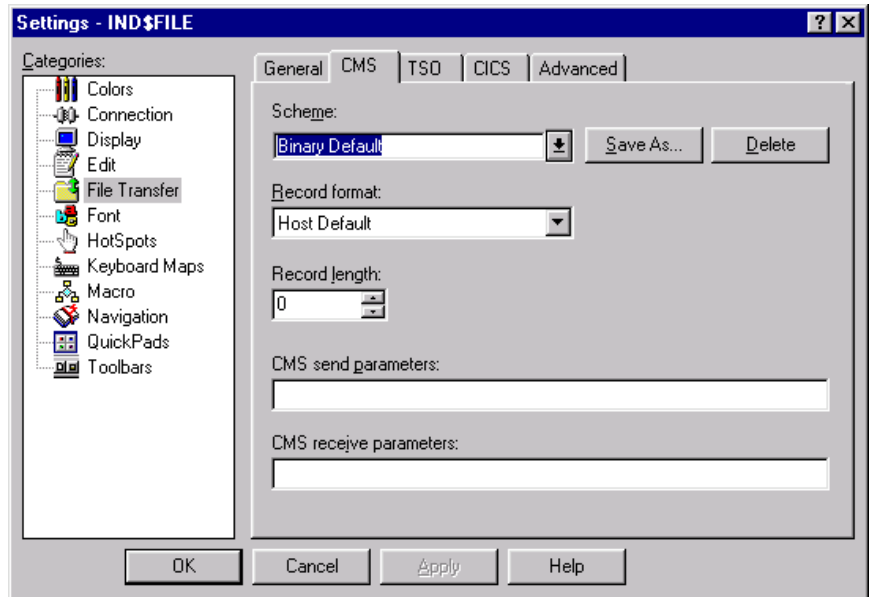 Settings - IND$FILE
Categories:
Colors
Connection
Display
Edit
File Transfer
Font
HotSpots
Keyboard Maps
Macro
Navigation
QuickPads
Toolbars
General CMS TSO CICS Advanced
Scheme:
Binary Default Save As... Delete
Record format:
Host Default
Record length:
0
CMS send parameters:
CMS receive parameters:
OK Cancel Apply Help